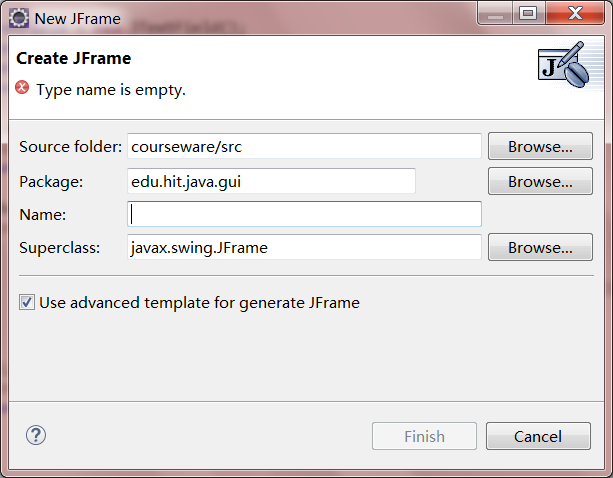 New JFrame
Create JFrame
Type name is empty.
Source folder: courseware/src Browse...
Package: edu.hit.java.gui Browse...
Name:
Superclass: javax.swing.JFrame Browse...
Use advanced template for generate JFrame
Finish Cancel